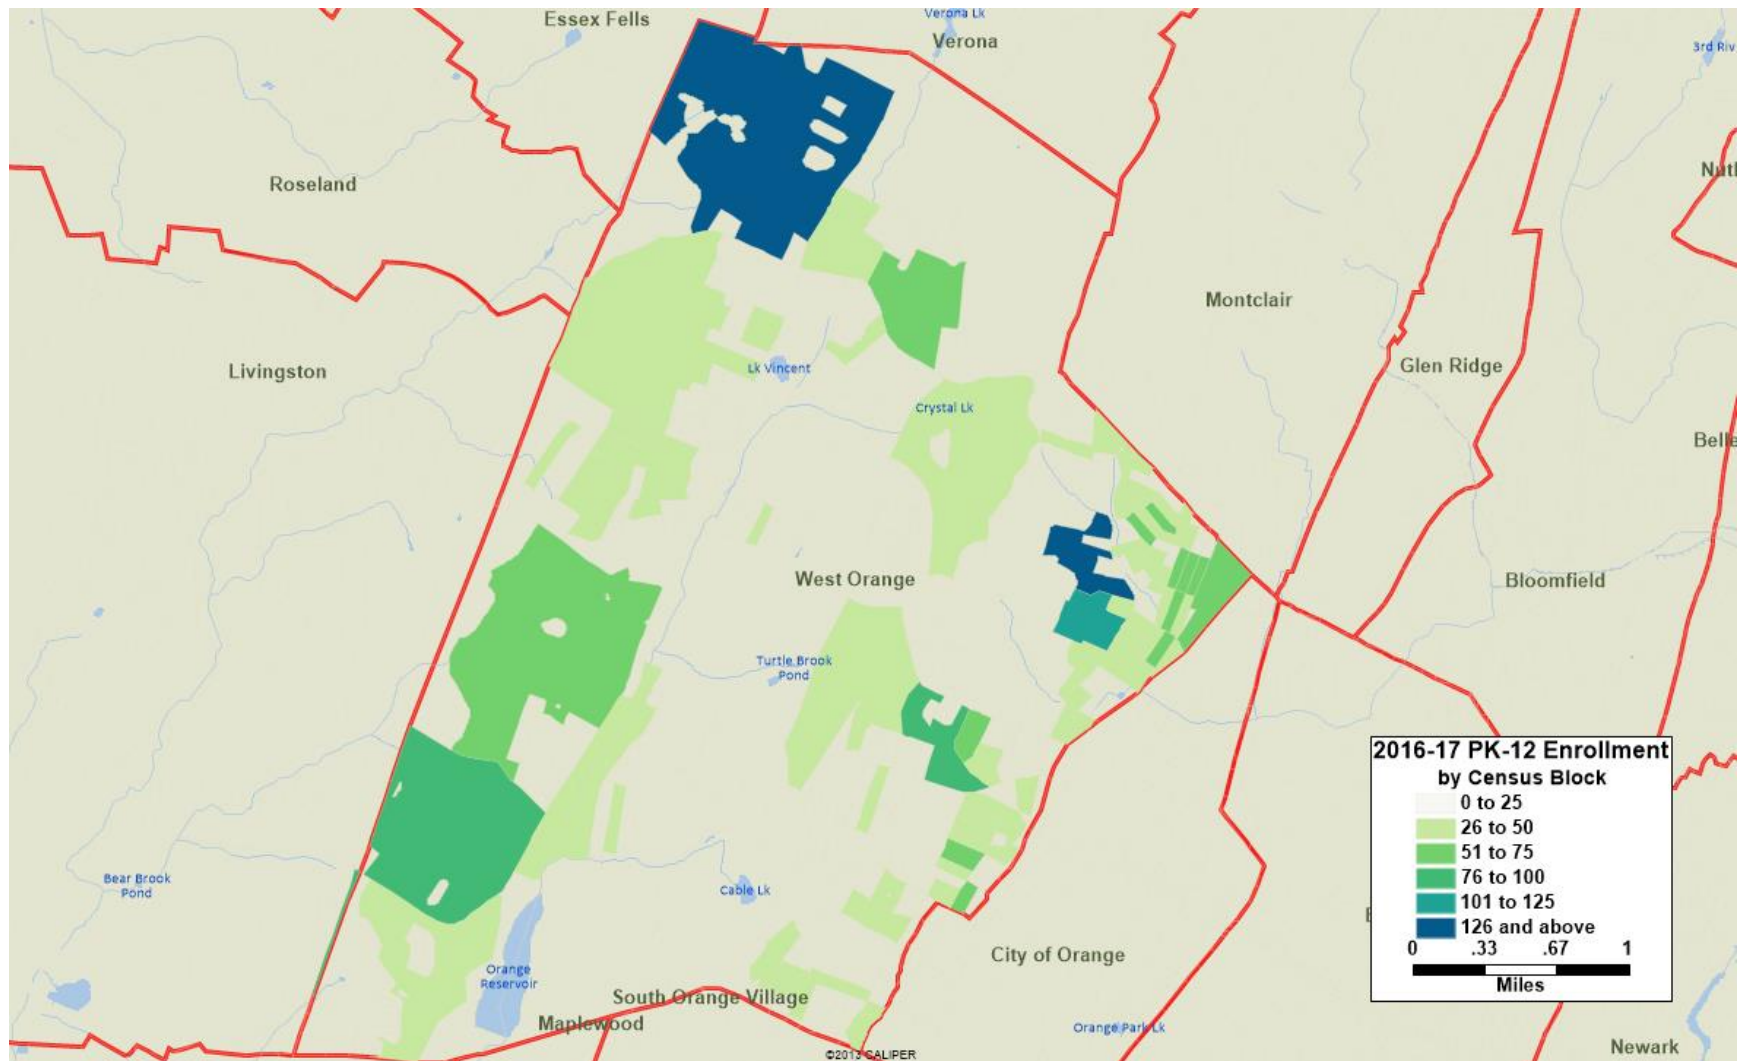 Essex Fells
Verona Lk
Verona
3rd Riv
Roseland
Nutl
Montclair
Livingston
Lk Vincent
Glen Ridge
Crystal Lk
Belle
West Orange
Bloomfield
Turtle Brook
Pond
2016-17 PK-12 Enrollment
by Census Block
0 to 25
26 to 50
51 to 75
76 to 100
101 to 125
126 and above
0 .33 .67 1
Miles
Bear Brook
Pond
Cable Lk
City of Orange
Orange
Reservoir
South Orange Village
Maplewood
Orange Park Lk
Newark
©2013 CALIPER